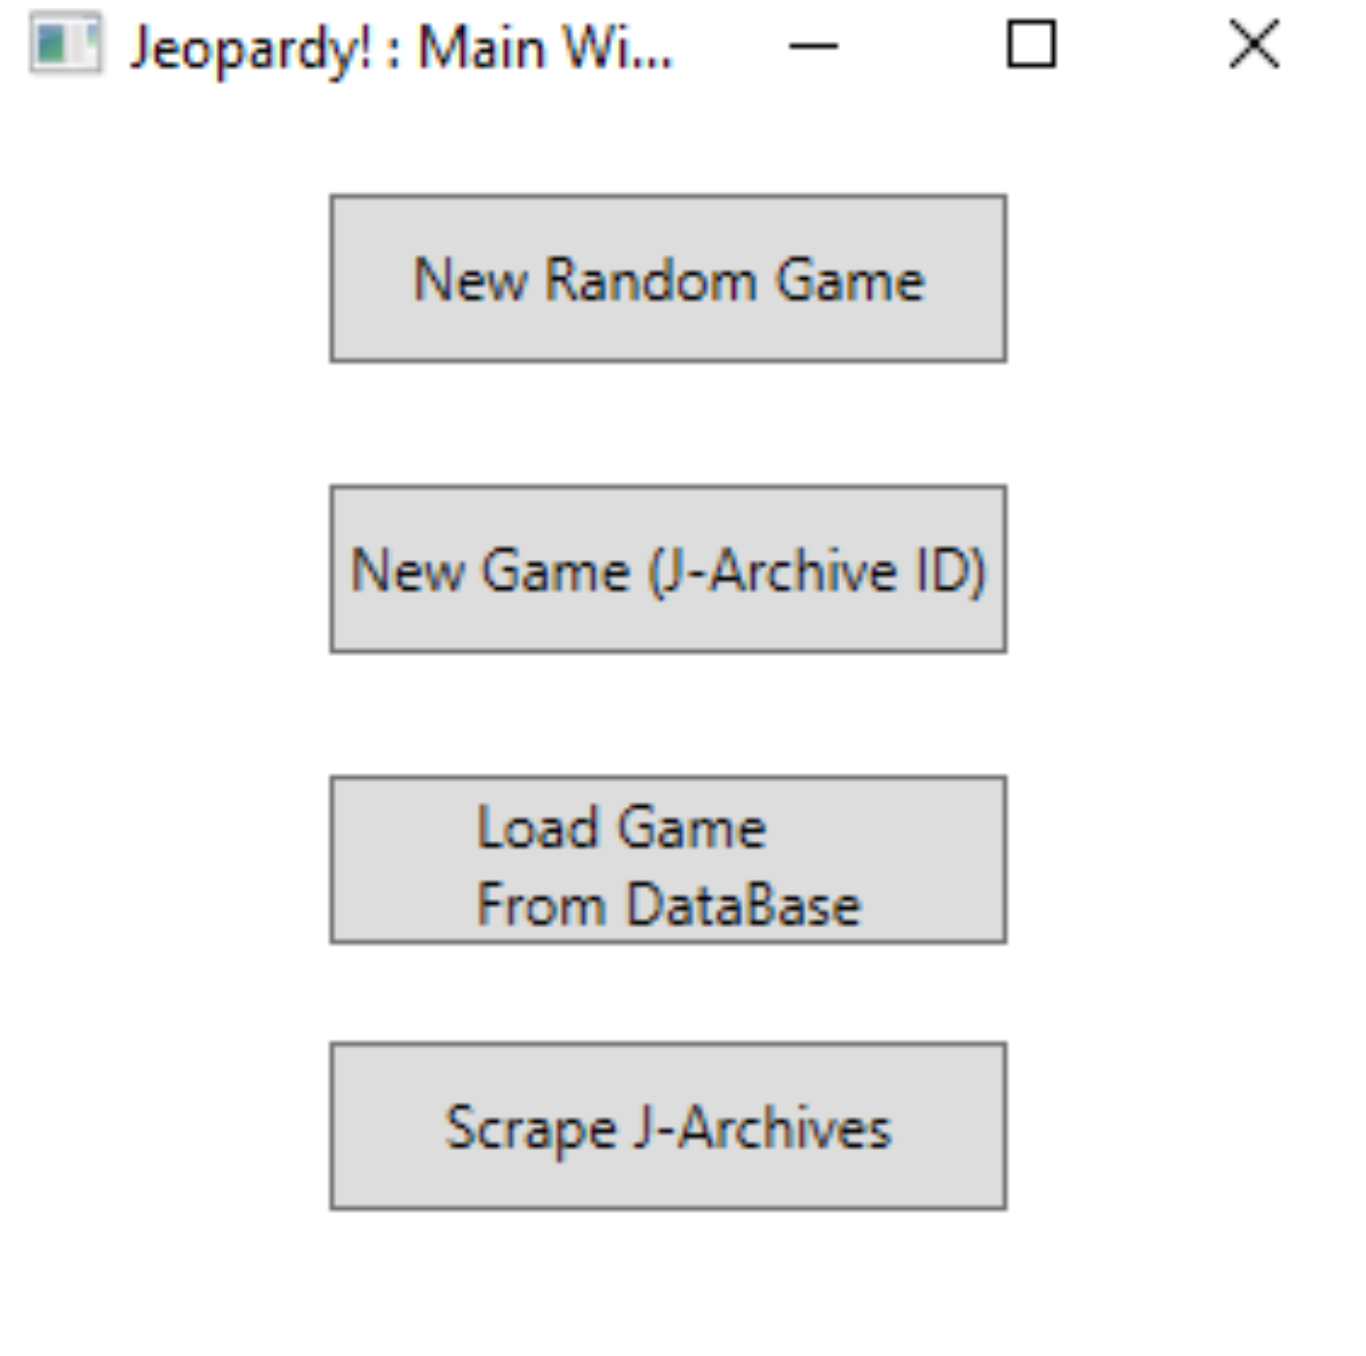 Jeopardy! : Main Wi...
New Random Game
New Game (J-Archive ID)
Load Game
From DataBase
Scrape J-Archives